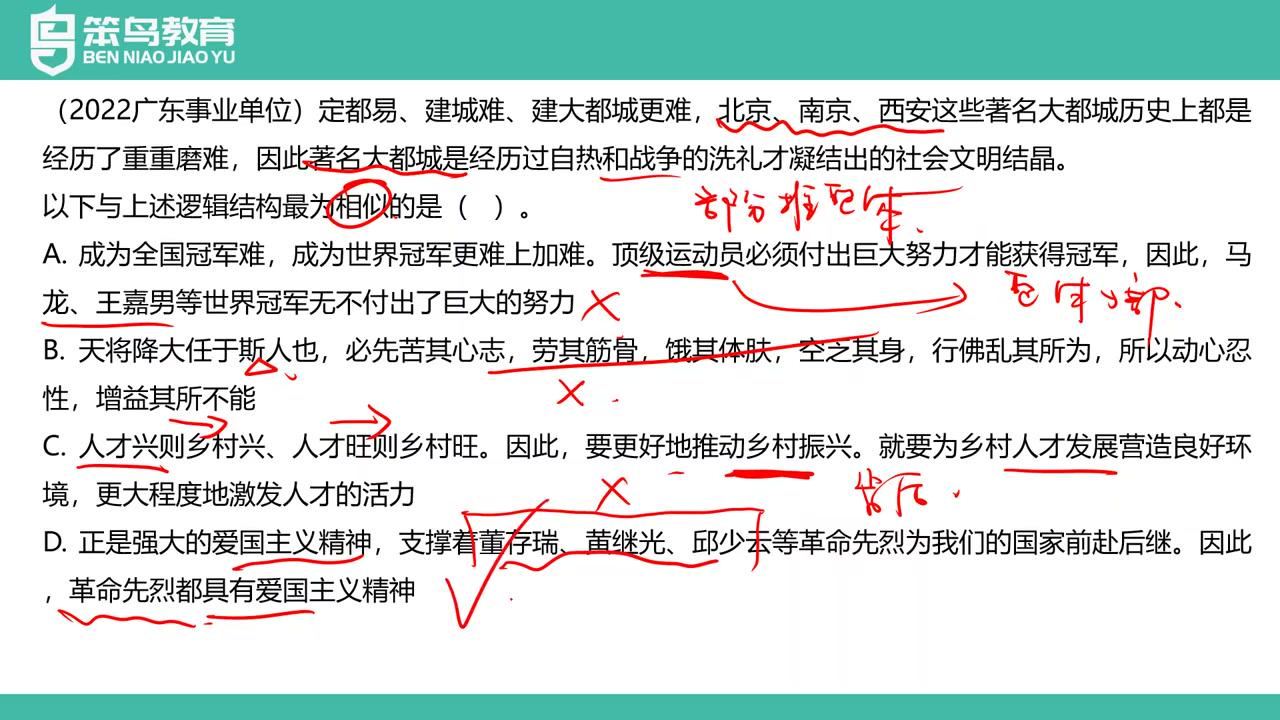 笨鸟教育
BEN NIAO JIAO YU
（2022广东事业单位）定都易、建城难、建大都城更难，北京、南京、西安这些著名大都城历史上都是
经历了重重磨难，因此著名大都城是经历过自热和战争的洗礼才凝结出的社会文明结晶。
以下与上述逻辑结构最为相似的是（ ）。
部分推整体
A. 成为全国冠军难，成为世界冠军更难上加难。顶级运动员必须付出巨大努力才能获得冠军，因此，马
龙、王嘉男等世界冠军无不付出了巨大的努力
B. 天将降大任于斯人也，必先苦其心志，劳其筋骨，饿其体肤，空乏其身，行佛乱其所为，所以动心忍
性，增益其所不能
C. 人才兴则乡村兴、人才旺则乡村旺。因此，要更好地推动乡村振兴。就要为乡村人才发展营造良好环
境，更大程度地激发人才的活力
D. 正是强大的爱国主义精神，支撑着董存瑞、黄继光、邱少云等革命先烈为我们的国家前赴后继。因此
，革命先烈都具有爱国主义精神